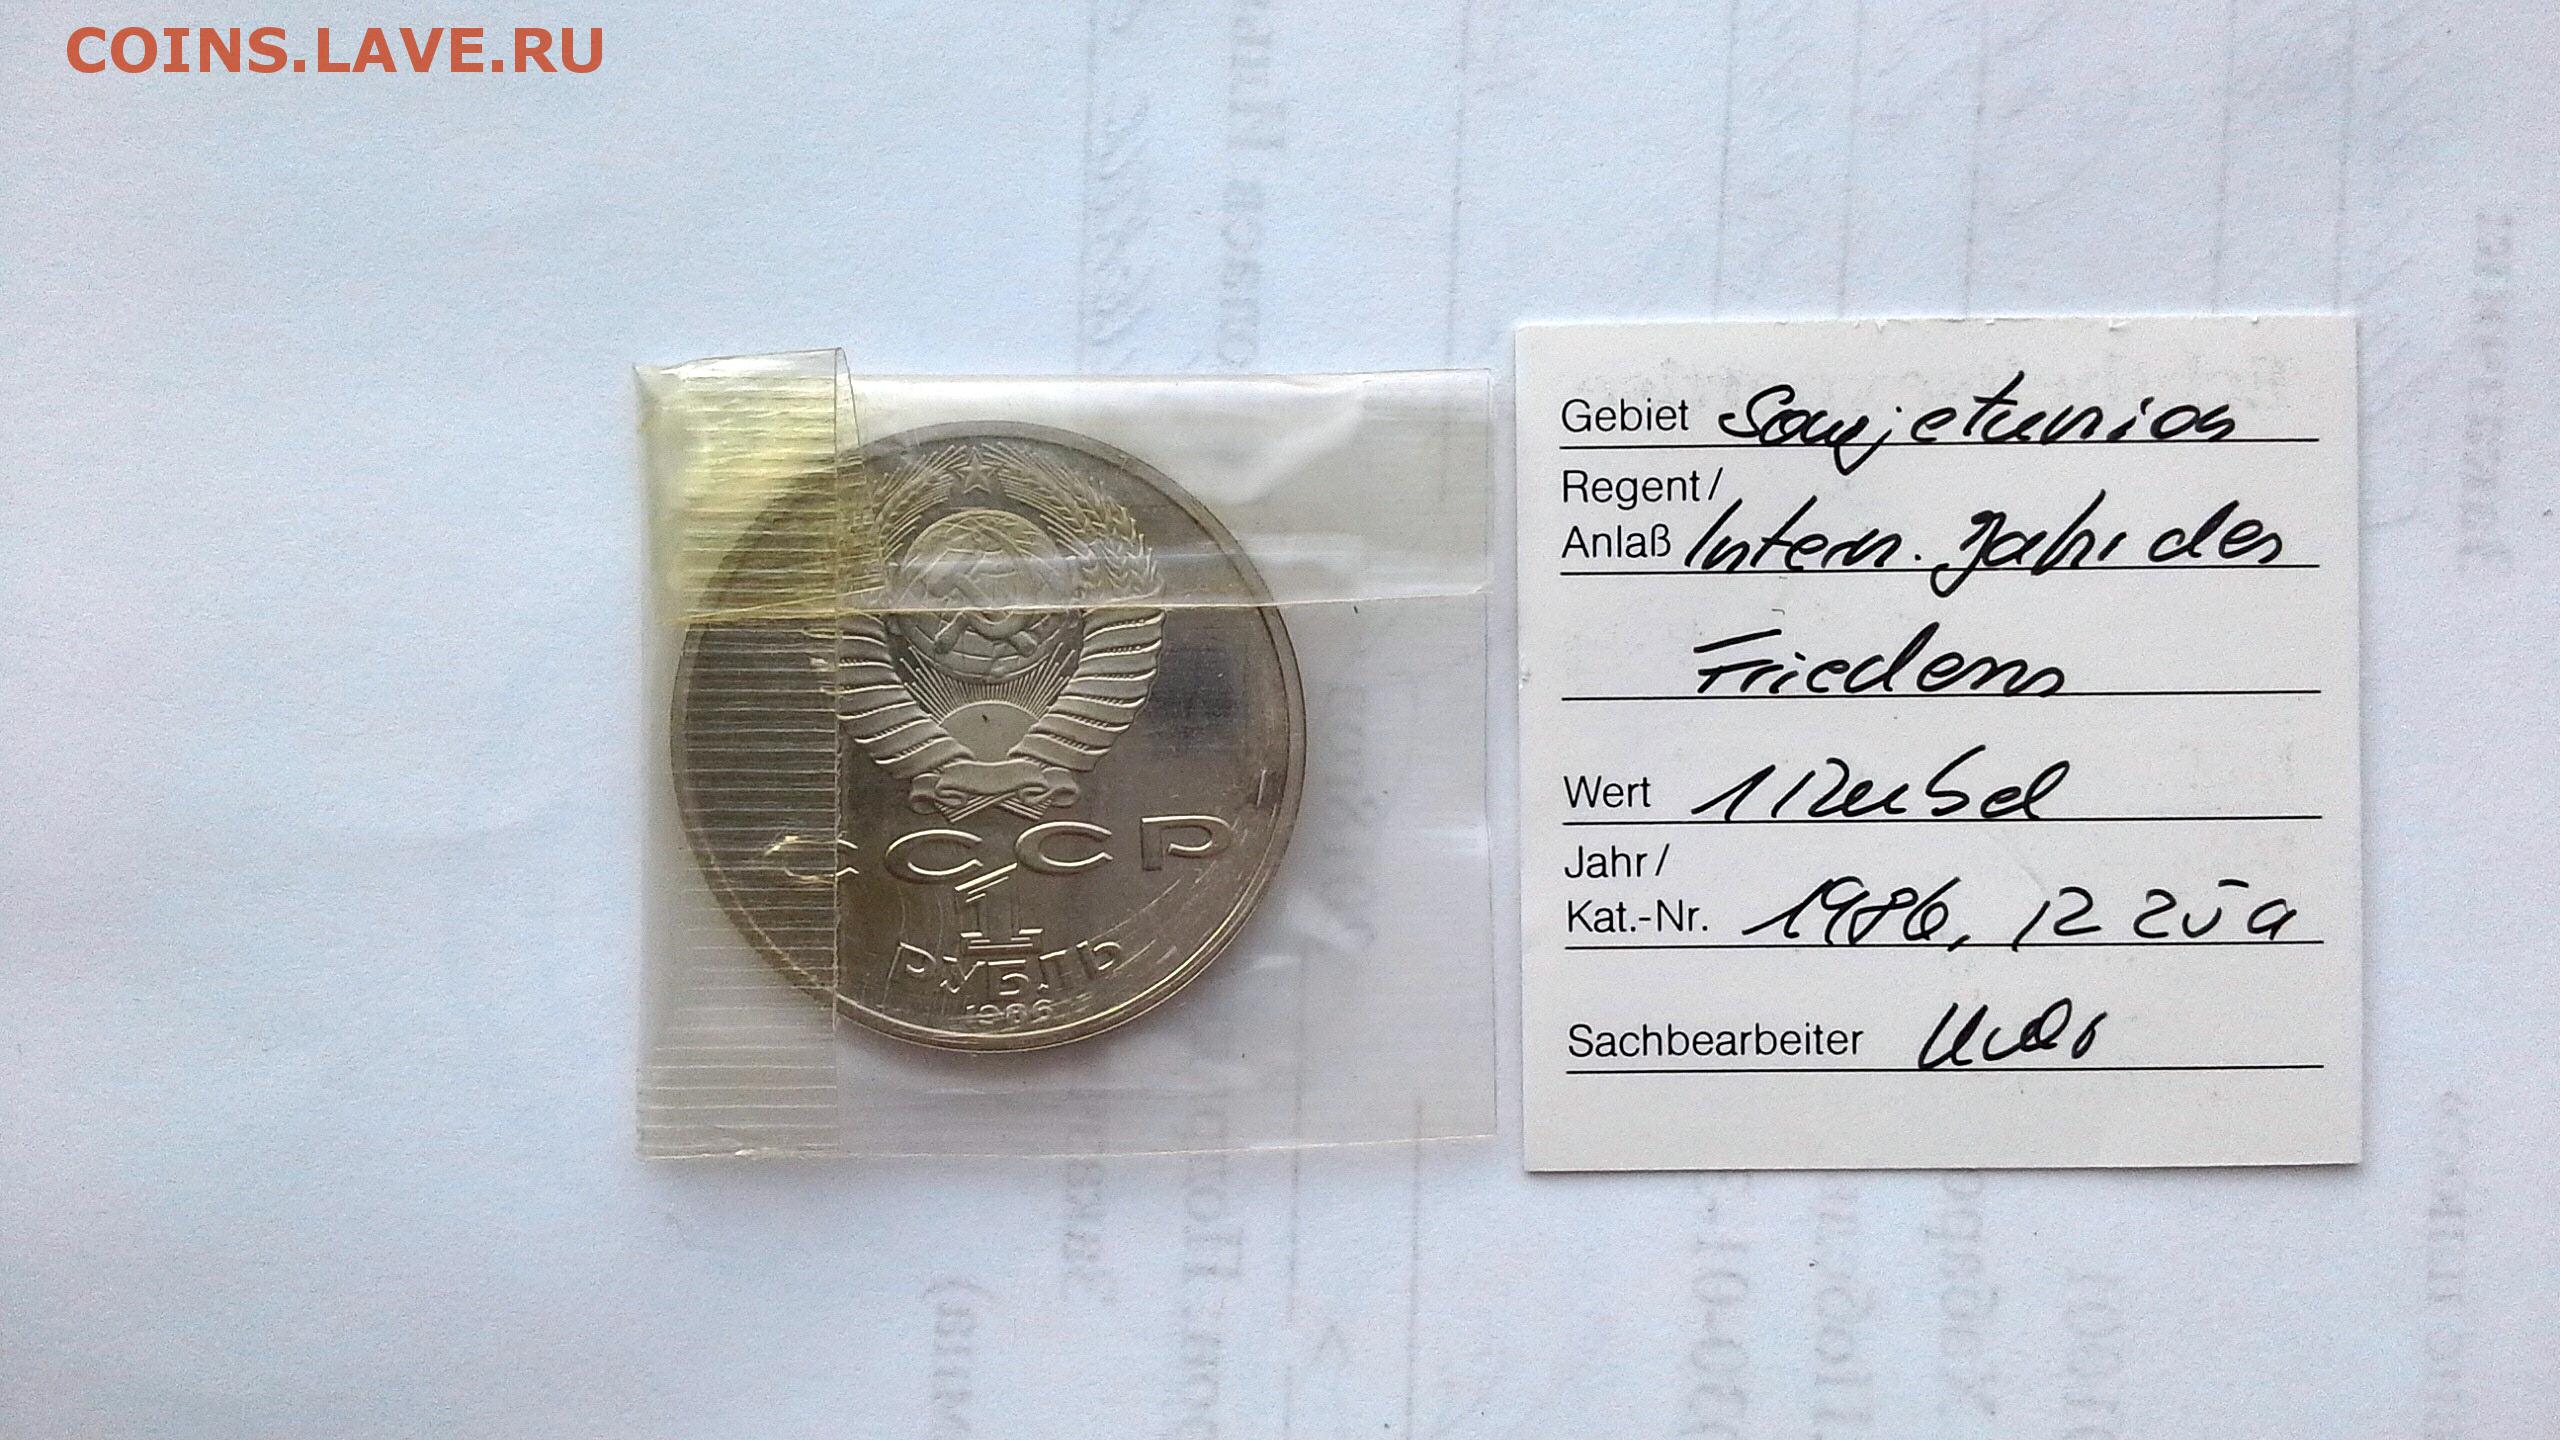 COINS.LAVE.RU
СССР
1
РУБЛЬ
1986
Gebiet Sowjetunion
Regent/
Anlaß Intern. Jahr des
Friedens
Wert 1 Rubel
Jahr/
Kat.-Nr. 1986,
Sachbearbeiter